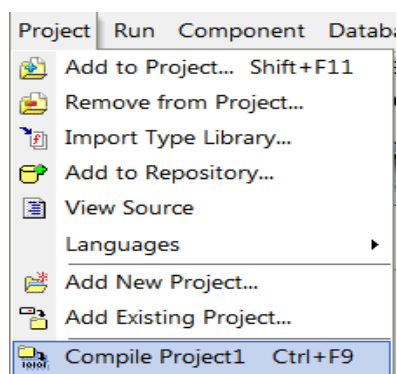 Project Run Component Datab
Add to Project... Shift+F11
Remove from Project...
Import Type Library...
Add to Repository...
View Source
Languages
Add New Project...
Add Existing Project...
Compile Project1 Ctrl+F9